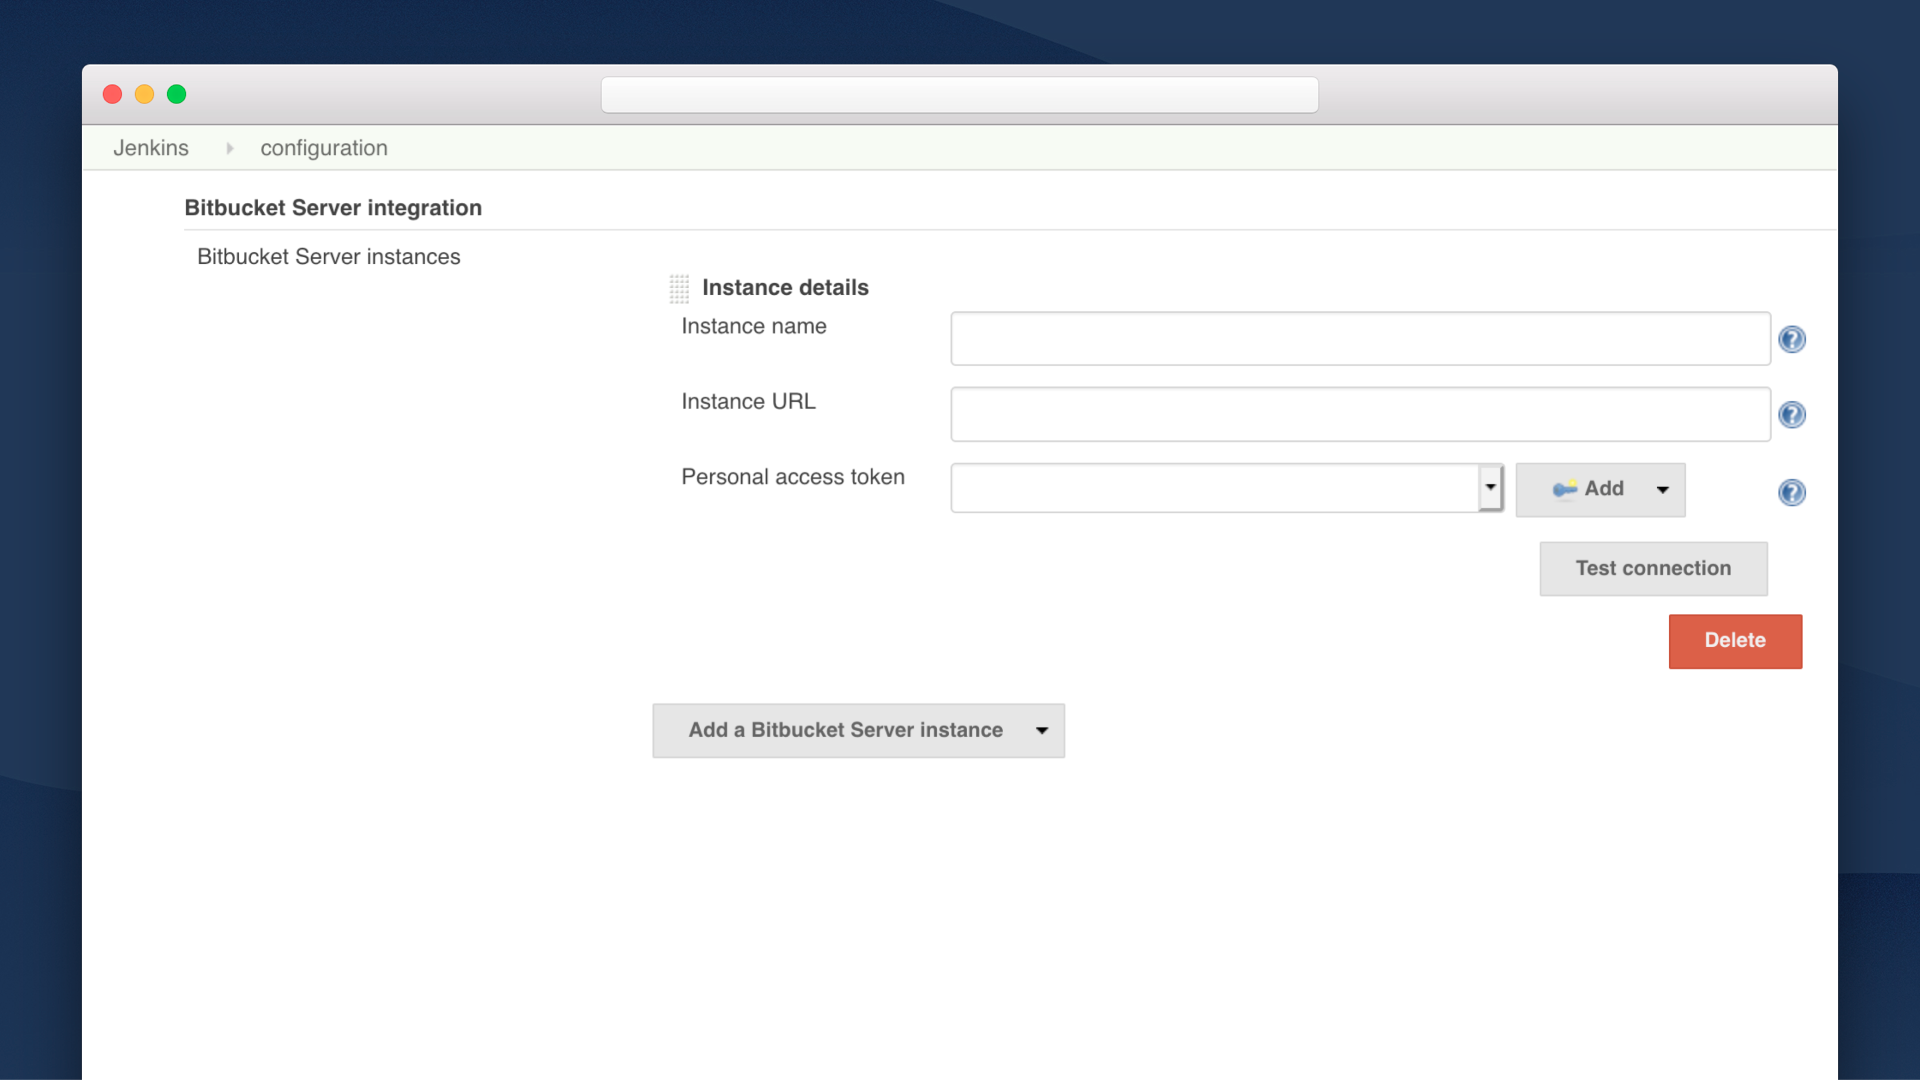 Jenkins configuration
Bitbucket Server integration
Bitbucket Server instances
Instance details
Instance name
Instance URL
Personal access token
Add
Test connection
Delete
Add a Bitbucket Server instance